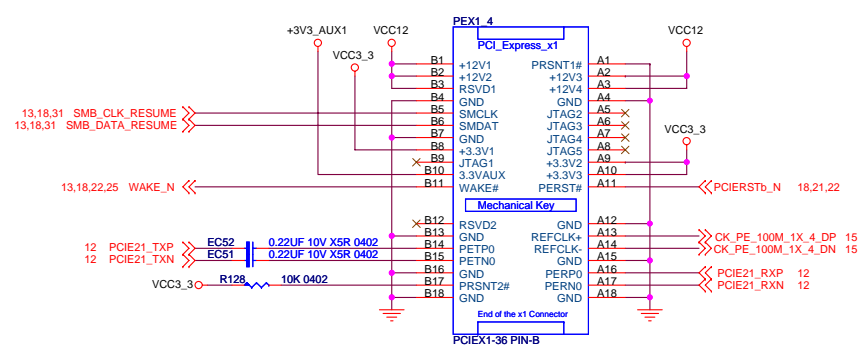 PEX1_4
+3V3_AUX1 VCC12 VCC12
PCI_Express_x1
VCC3_3
B1 +12V1 PRSNT1# A1
B2 +12V2 +12V3 A2
B3 RSVD1 +12V4 A3
B4 GND GND A4
13,18,31 SMB_CLK_RESUME B5 SMCLK JTAG2 A5
13,18,31 SMB_DATA_RESUME B6 SMDAT JTAG3 A6
B7 GND JTAG4 A7
VCC3_3
B8 +3.3V1 JTAG5 A8
B9 JTAG1 +3.3V2 A9
B10 3.3VAUX +3.3V3 A10
13,18,22,25 WAKE_N B11 WAKE# PERST# A11 PCIERSTb_N 18,21,22
Mechanical Key
B12 RSVD2 GND A12
B13 GND REFCLK+ A13 CK_PE_100M_1X_4_DP 15
12 PCIE21_TXP EC52 0.22UF 10V X5R 0402 B14 PETP0 REFCLK- A14 CK_PE_100M_1X_4_DN 15
12 PCIE21_TXN EC51 0.22UF 10V X5R 0402 B15 PETN0 GND A15
B16 GND PERP0 A16 PCIE21_RXP 12
VCC3_3 R128 10K 0402 B17 PRSNT2# PERN0 A17 PCIE21_RXN 12
B18 GND GND A18
End of the x1 Connector
PCIEX1-36 PIN-B